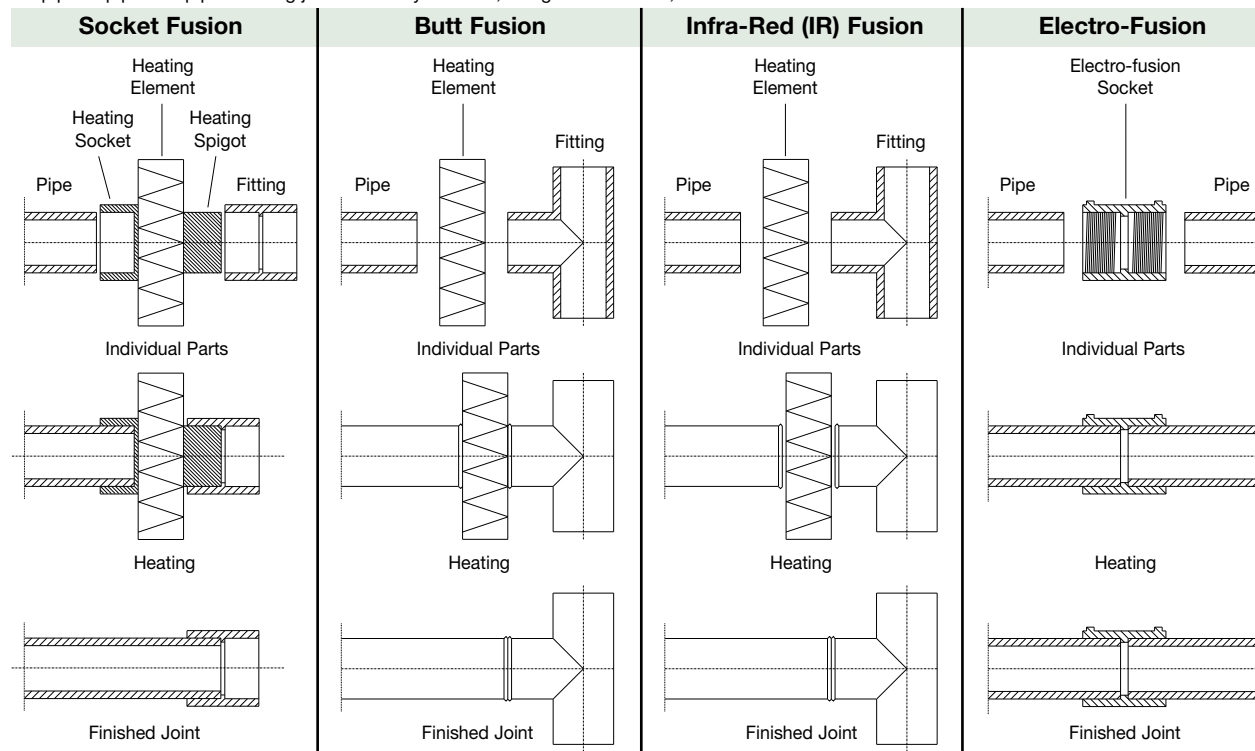 Socket Fusion
Heating
Element
Heating
Socket
Heating
Spigot
Pipe
Fitting
Individual Parts
Heating
Finished Joint
Butt Fusion
Heating
Element
Fitting
Pipe
Individual Parts
Heating
Finished Joint
Infra-Red (IR) Fusion
Heating
Element
Fitting
Pipe
Individual Parts
Heating
Finished Joint
Electro-Fusion
Electro-fusion
Socket
Pipe
Pipe
Individual Parts
Heating
Finished Joint